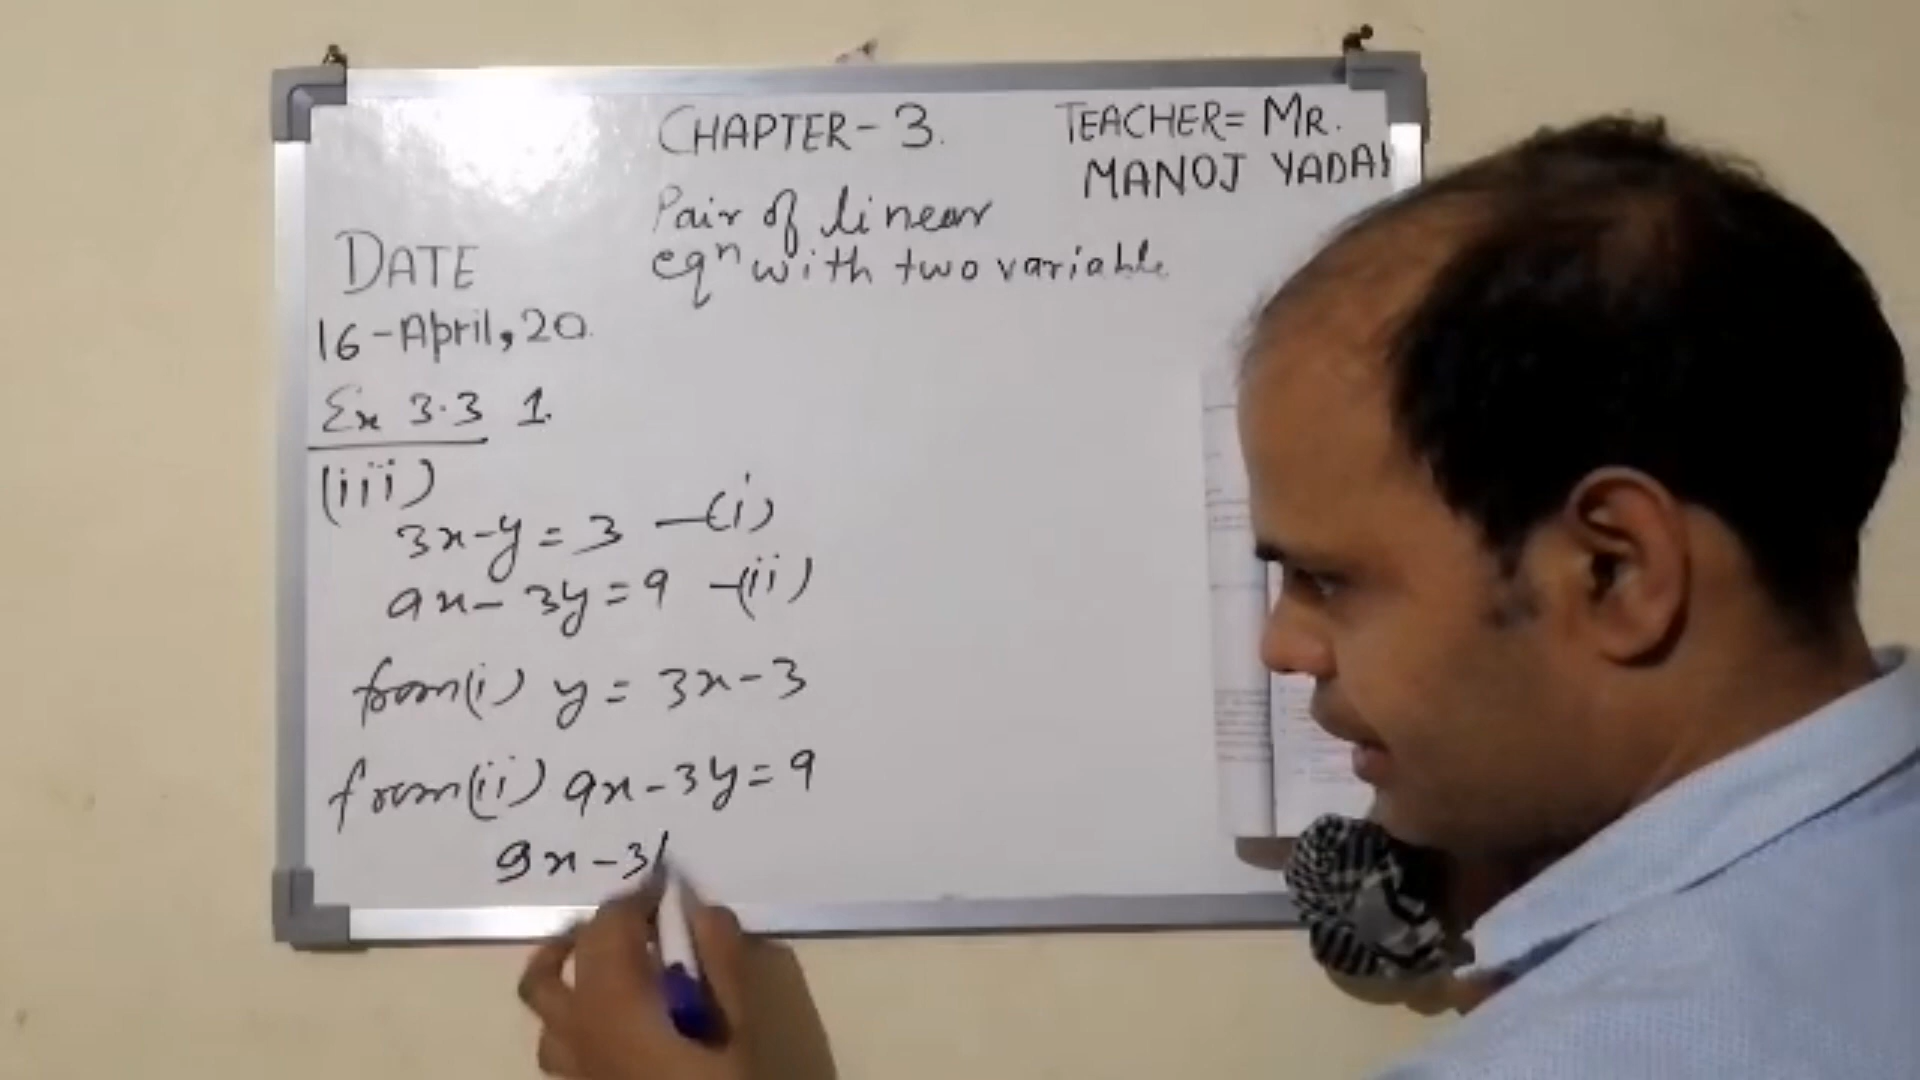 CHAPTER-3.
TEACHER= MR.
MANOJ YADAV
Pair of linear
eqⁿ with two variable
DATE
16-April, 20.
Ex 3.3 1.
(iii)
3x-y=3 —(i)
9x-3y=9 —(ii)
from(i) y = 3x-3
from(ii) 9x-3y=9
9x-3(